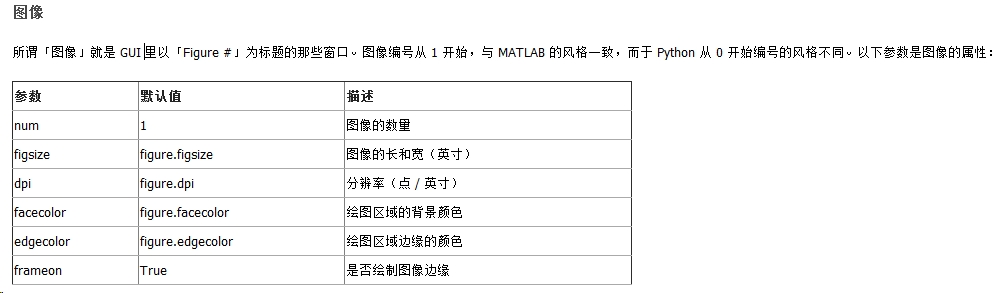 图像
所谓「图像」就是 GUI 里以「Figure #」为标题的那些窗口。图像编号从 1 开始，与 MATLAB 的风格一致，而于 Python 从 0 开始编号的风格不同。以下参数是图像的属性：
参数 默认值 描述
num 1 图像的数量
figsize figure.figsize 图像的长和宽（英寸）
dpi figure.dpi 分辨率（点 / 英寸）
facecolor figure.facecolor 绘图区域的背景颜色
edgecolor figure.edgecolor 绘图区域边缘的颜色
frameon True 是否绘制图像边缘